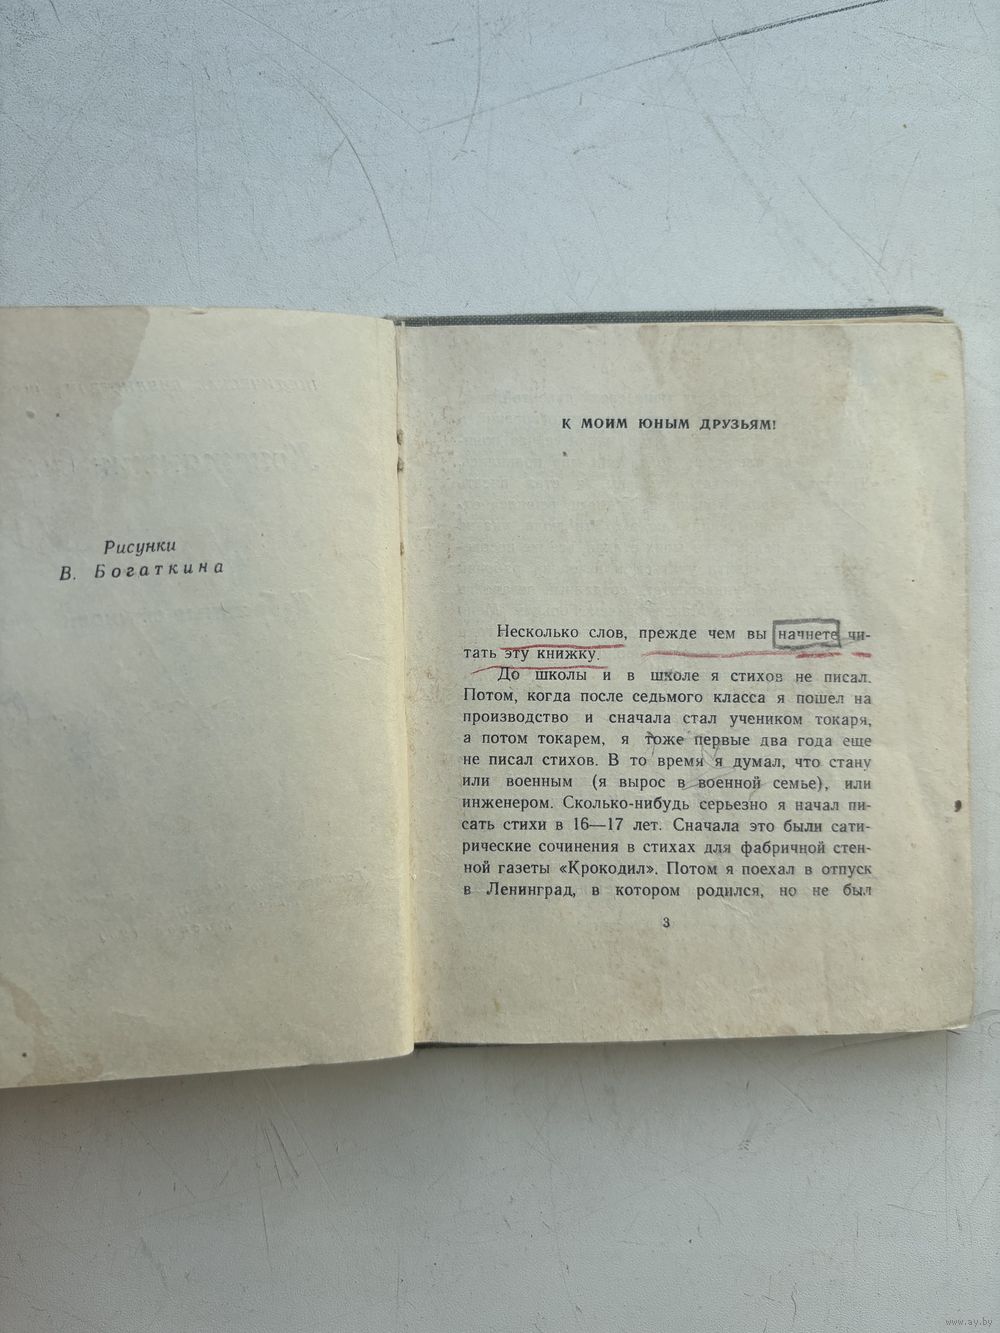 Рисунки
В. Богаткина
К МОИМ ЮНЫМ ДРУЗЬЯМ!
Несколько слов, прежде чем вы начнете чи-
тать эту книжку.
До школы и в школе я стихов не писал.
Потом, когда после седьмого класса я пошел на
производство и сначала стал учеником токаря,
а потом токарем, я тоже первые два года еще
не писал стихов. В то время я думал, что стану
или военным (я вырос в военной семье), или
инженером. Сколько-нибудь серьезно я начал пи-
сать стихи в 16—17 лет. Сначала это были сати-
рические сочинения в стихах для фабричной стен-
ной газеты «Крокодил». Потом я поехал в отпуск
в Ленинград, в котором родился, но не был
3
www.ay.by